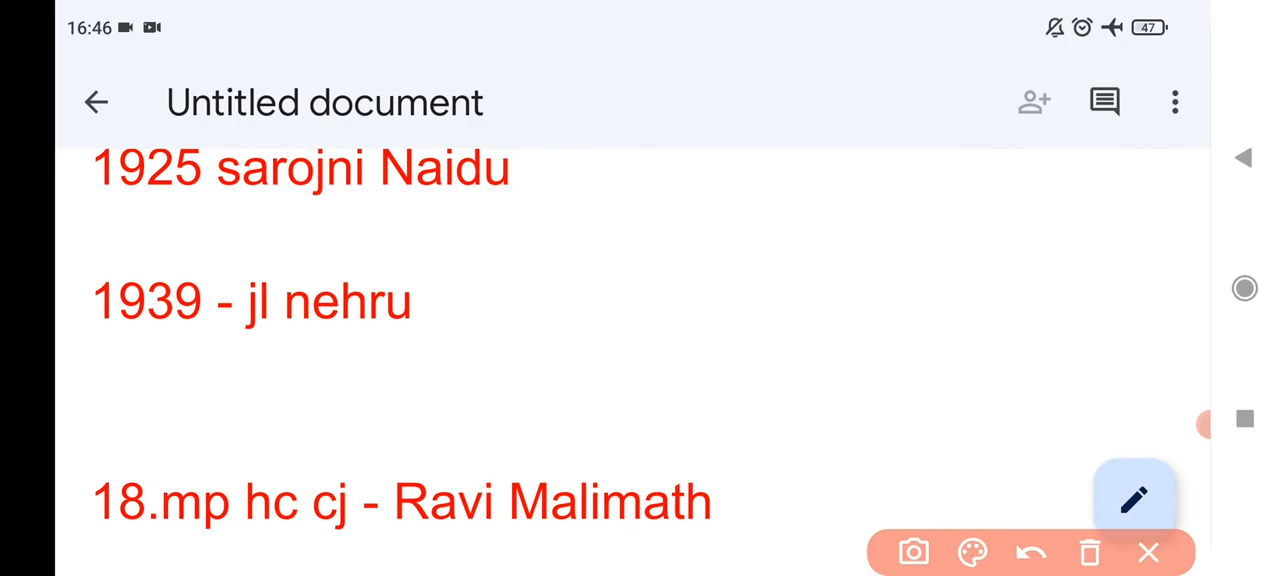 16:46
47
Untitled document
1925 sarojni Naidu
1939 - jl nehru
18.mp hc cj - Ravi Malimath